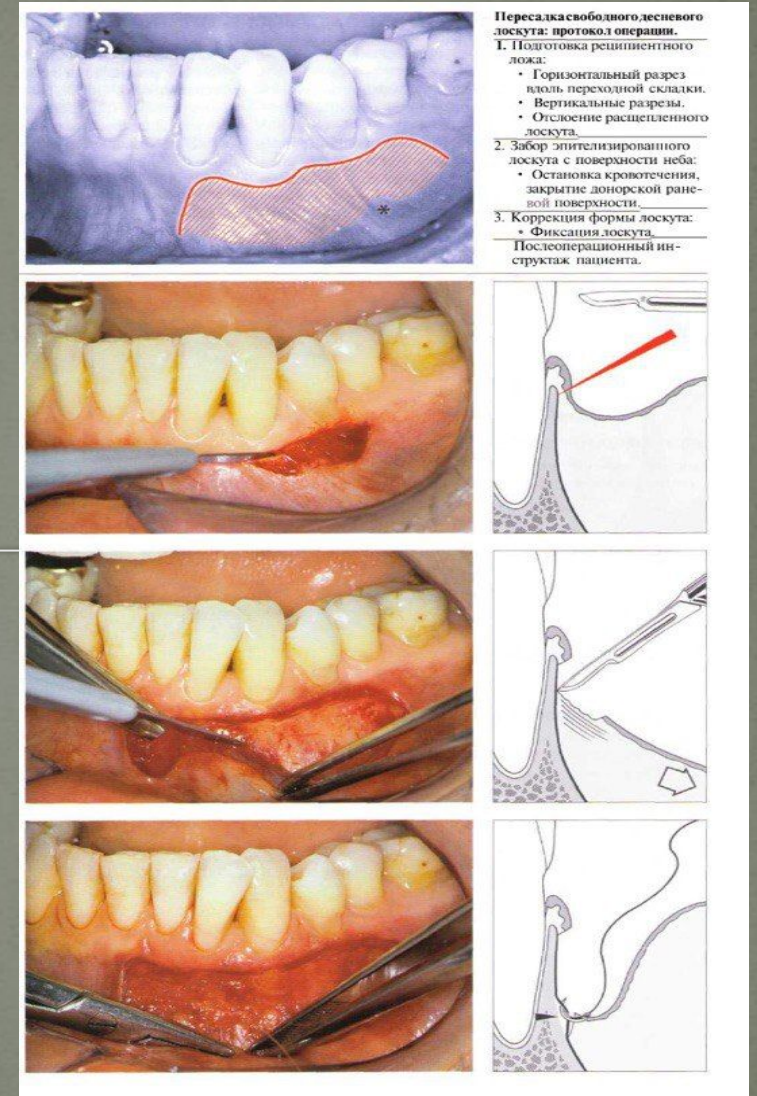 Пересадка свободного десневого
лоскута: протокол операции.
1. Подготовка реципиентного
ложа:
• Горизонтальный разрез
вдоль переходной складки.
• Вертикальные разрезы.
• Отслоение расщепленного
лоскута.
2. Забор эпителизированного
лоскута с поверхности неба:
• Остановка кровотечения,
закрытие донорской ране-
вой поверхности.
3. Коррекция формы лоскута:
• Фиксация лоскута.
Послеоперационный ин-
структаж пациента.
*